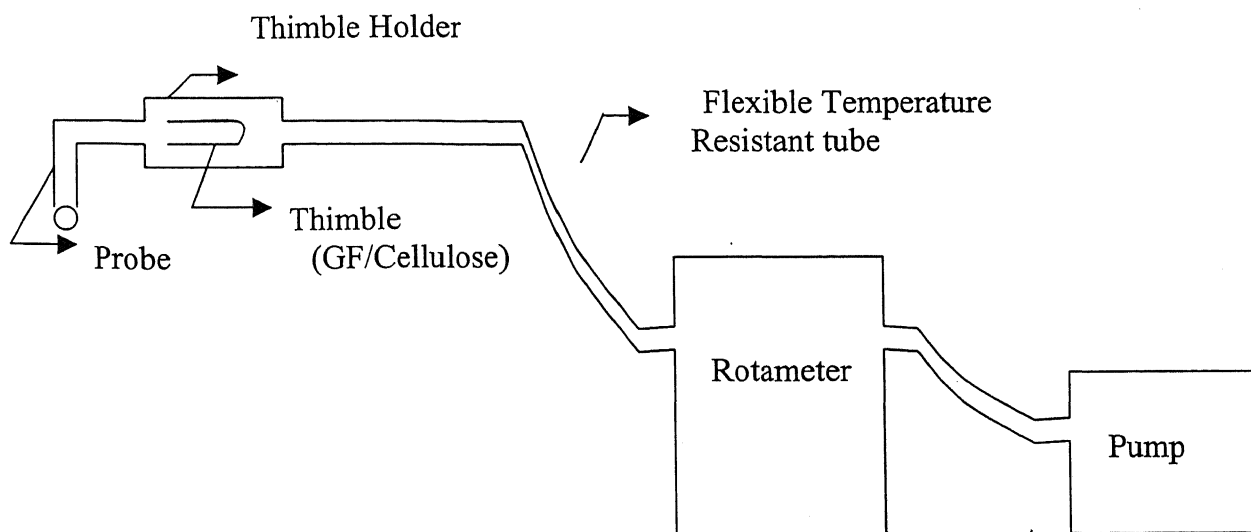 Thimble Holder
Flexible Temperature
Resistant tube
Thimble
(GF/Cellulose)
Probe
Rotameter
Pump